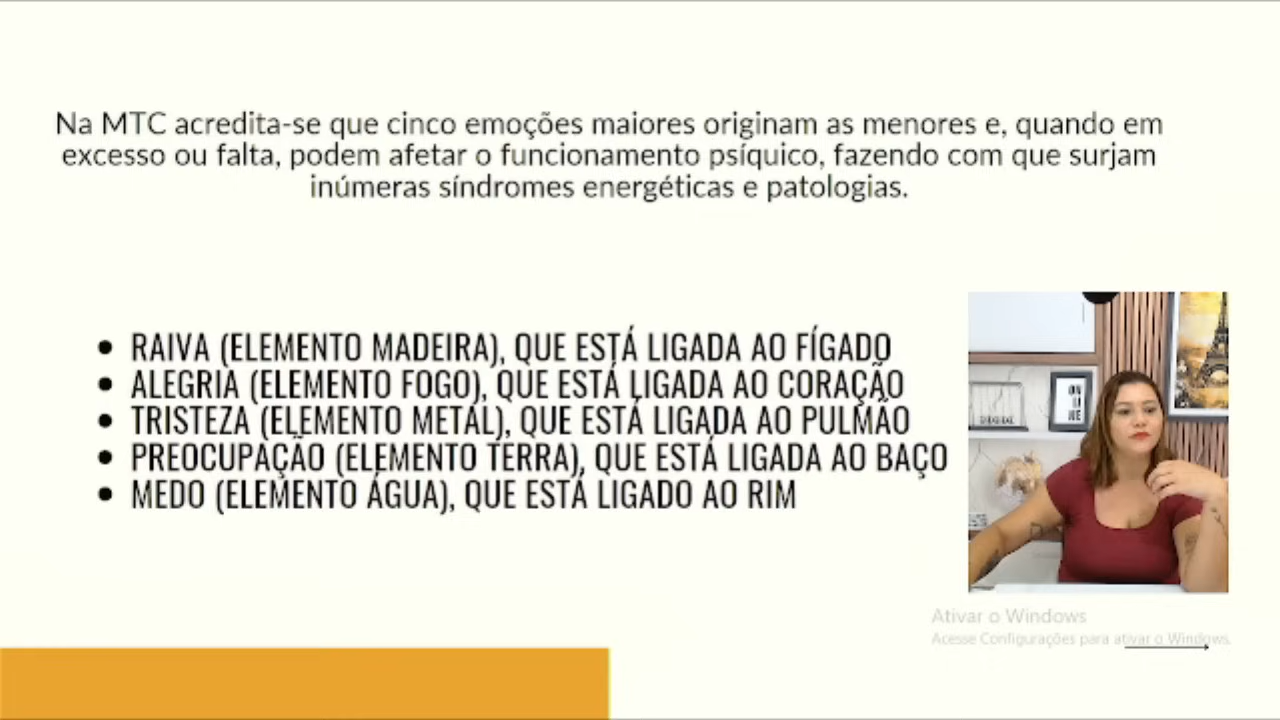 Na MTC acredita-se que cinco emoções maiores originam as menores e, quando em
excesso ou falta, podem afetar o funcionamento psíquico, fazendo com que surjam
inúmeras síndromes energéticas e patologias.
• RAIVA (ELEMENTO MADEIRA), QUE ESTÁ LIGADA AO FÍGADO
• ALEGRIA (ELEMENTO FOGO), QUE ESTÁ LIGADA AO CORAÇÃO
• TRISTEZA (ELEMENTO METAL), QUE ESTÁ LIGADA AO PULMÃO
• PREOCUPAÇÃO (ELEMENTO TERRA), QUE ESTÁ LIGADA AO BAÇO
• MEDO (ELEMENTO ÁGUA), QUE ESTÁ LIGADO AO RIM
ON
LI
NE
Ativar o Windows
Acesse Configurações para ativar o Windows.